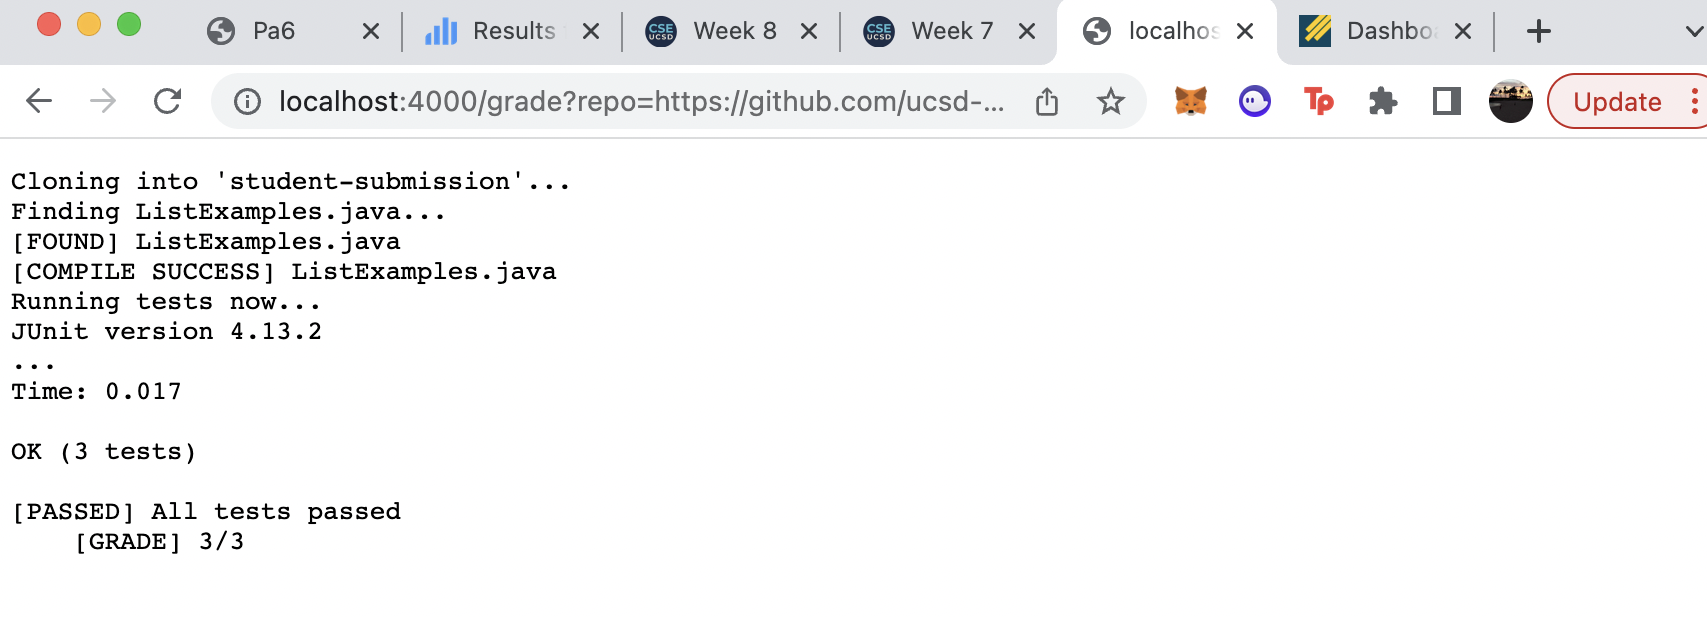 Pa6
Results
Week 8
Week 7
localhos
Dashbo
localhost:4000/grade?repo=https://github.com/ucsd-...
Tp
Update
Cloning into 'student-submission'...
Finding ListExamples.java...
[FOUND] ListExamples.java
[COMPILE SUCCESS] ListExamples.java
Running tests now...
JUnit version 4.13.2
...
Time: 0.017
OK (3 tests)
[PASSED] All tests passed
[GRADE] 3/3